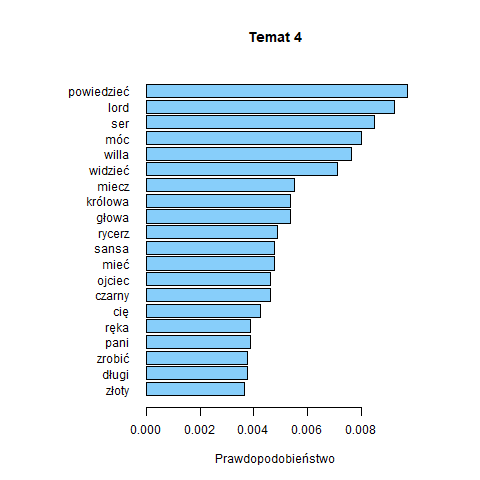 Temat 4
powiedzieć
lord
ser
móc
willa
widzieć
miecz
królowa
głowa
rycerz
sansa
mieć
ojciec
czarny
cię
ręka
pani
zrobić
długi
złoty
0.000 0.002 0.004 0.006 0.008
Prawdopodobieństwo